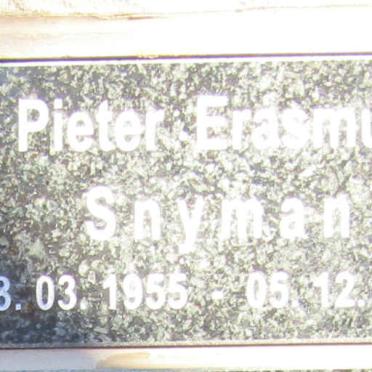 Pieter Erasmu
Snyman
3. 03. 1955 - 05. 12.